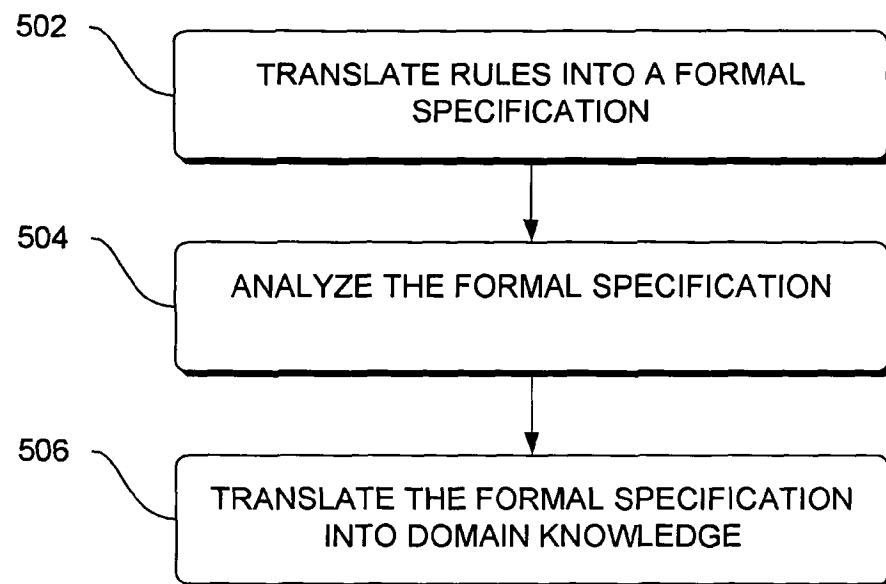 502
TRANSLATE RULES INTO A FORMAL
SPECIFICATION
504
ANALYZE THE FORMAL SPECIFICATION
506
TRANSLATE THE FORMAL SPECIFICATION
INTO DOMAIN KNOWLEDGE